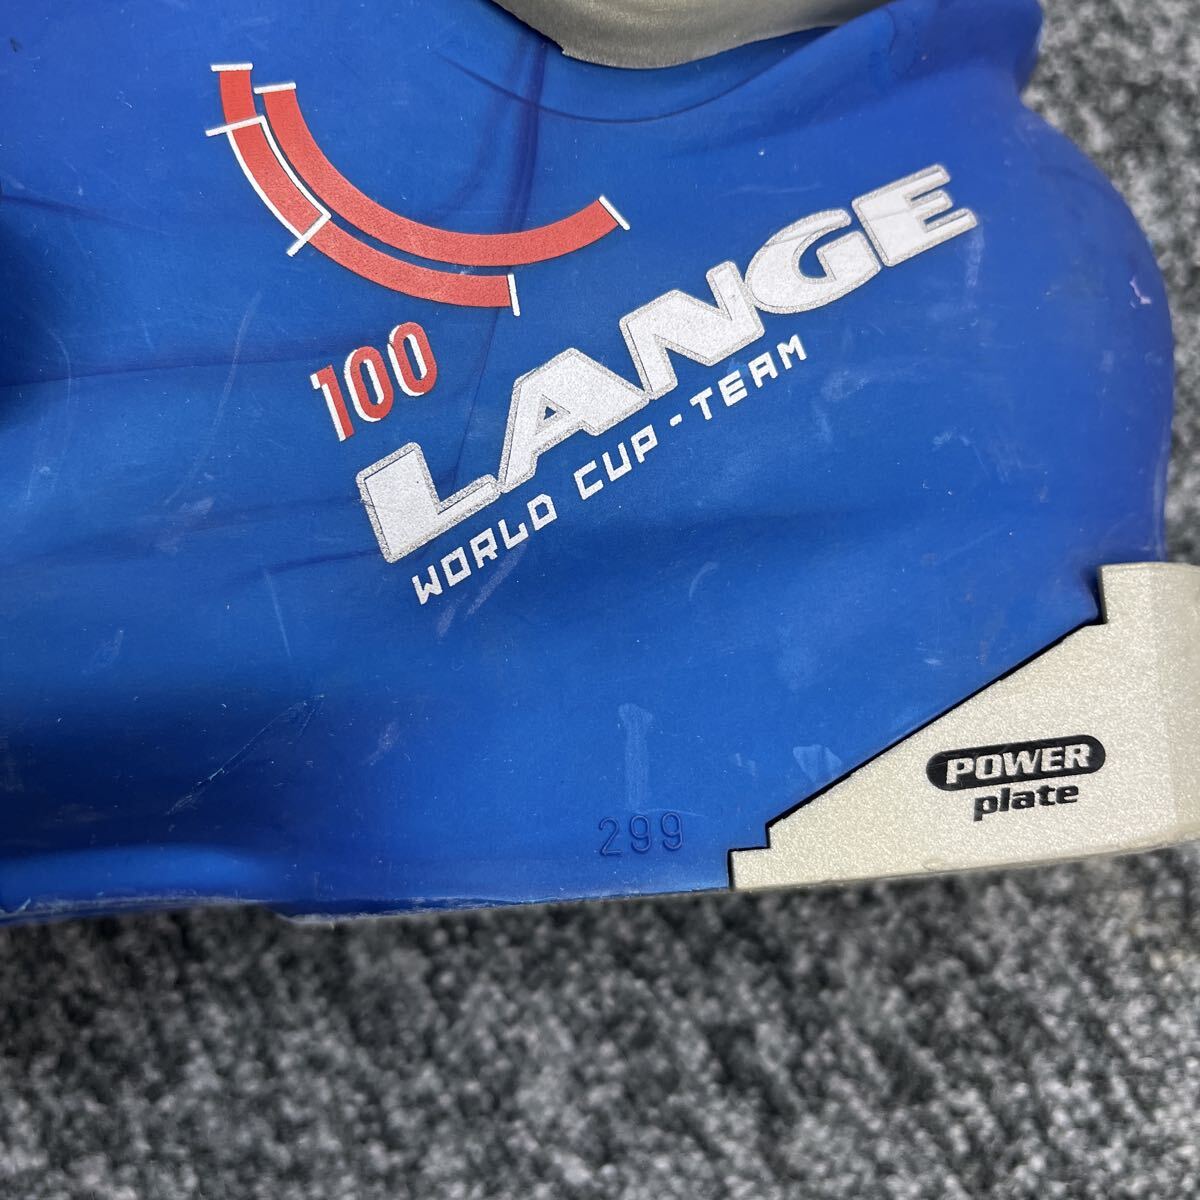 100
LANGE
WORLD CUP・TEAM
POWER
plate
299